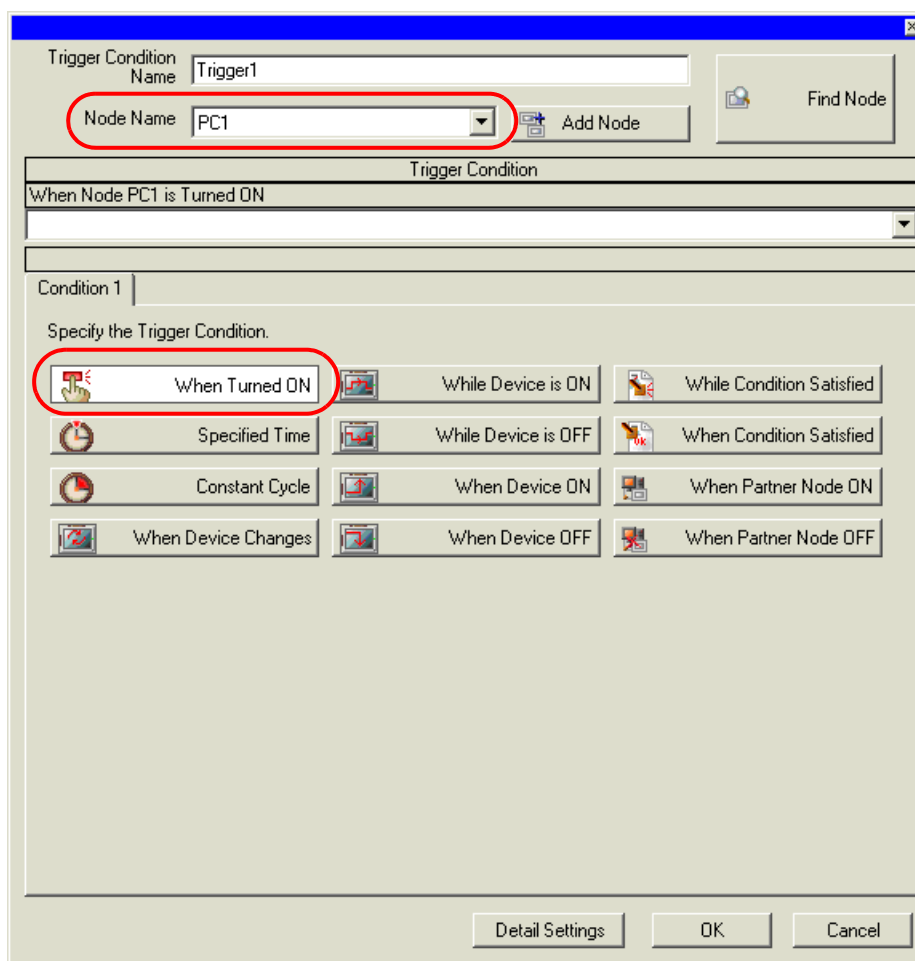 Trigger Condition
Name
Trigger1
Find Node
Node Name
PC1
Add Node
Trigger Condition
When Node PC1 is Turned ON
Condition 1
Specify the Trigger Condition.
When Turned ON
While Device is ON
While Condition Satisfied
Specified Time
While Device is OFF
When Condition Satisfied
Constant Cycle
When Device ON
When Partner Node ON
When Device Changes
When Device OFF
When Partner Node OFF
Detail Settings
OK
Cancel